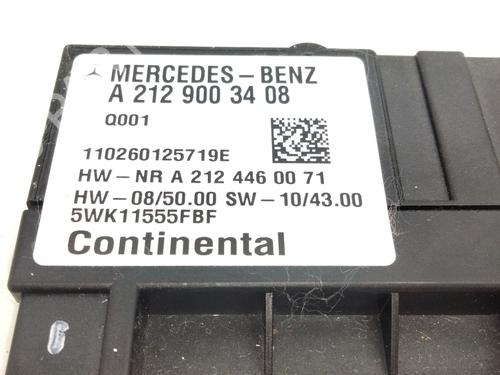 MERCEDES-BENZ
A 212 900 34 08
Q001
110260125719E
HW-NR A 212 446 00 71
HW-08/50.00 SW-10/43.00
5WK11555FBF
Continental